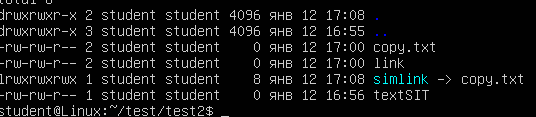 drwxrwxr-x 2 student student 4096 янв 12 17:08 .
drwxrwxr-x 3 student student 4096 янв 12 16:55 ..
-rw-rw-r-- 2 student student 0 янв 12 17:00 copy.txt
-rw-rw-r-- 2 student student 0 янв 12 17:00 link
lrwxrwxrwx 1 student student 8 янв 12 17:08 simlink -> copy.txt
-rw-rw-r-- 1 student student 0 янв 12 16:56 textSIT
student@Linux:~/test/test2$ _